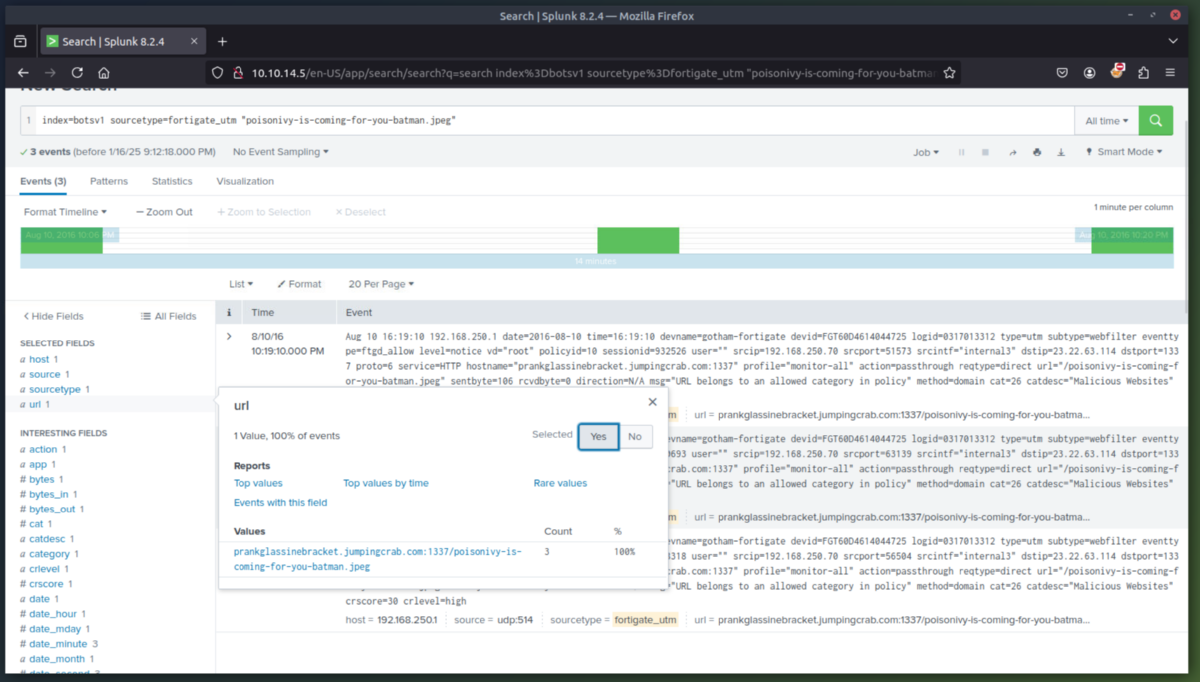 Search | Splunk 8.2.4 — Mozilla Firefox
Search | Splunk 8.2.4
10.10.14.5/en-US/app/search/search?q=search index%3Dbotsv1 sourcetype%3Dfortigate_utm "poisonivy-is-coming-for-you-batma
New Search
1 index=botsv1 sourcetype=fortigate_utm "poisonivy-is-coming-for-you-batman.jpeg"
All time
3 events (before 1/16/25 9:12:18.000 PM) No Event Sampling
Job Smart Mode
Events (3) Patterns Statistics Visualization
Format Timeline — Zoom Out + Zoom to Selection × Deselect
1 minute per column
Aug 10, 2016 10:06 PM
Aug 10, 2016 10:20 PM
14 minutes
List Format 20 Per Page
Hide Fields All Fields
i Time Event
SELECTED FIELDS
a host 1
a source 1
a sourcetype 1
a url 1
INTERESTING FIELDS
a action 1
a app 1
# bytes 1
# bytes_in 1
# bytes_out 1
# cat 1
a catdesc 1
a category 1
a crlevel 1
# crscore 1
a date 1
# date_hour 1
# date_mday 1
# date_minute 3
a date_month 1
# date_second 3
8/10/16
10:19:10.000 PM
Aug 10 16:19:10 192.168.250.1 date=2016-08-10 time=16:19:10 devname=gotham-fortigate devid=FGT60D4614044725 logid=0317013312 type=utm subtype=webfilter eventty
pe=ftgd_allow level=notice vd="root" policyid=10 sessionid=932526 user="" srcip=192.168.250.70 srcport=51573 srcintf="internal3" dstip=23.22.63.114 dstport=133
7 proto=6 service=HTTP hostname="prankglassinebracket.jumpingcrab.com:1337" profile="monitor-all" action=passthrough reqtype=direct url="/poisonivy-is-coming-f
or-you-batman.jpeg" sentbyte=106 rcvdbyte=0 direction=N/A msg="URL belongs to an allowed category in policy" method=domain cat=26 catdesc="Malicious Websites"
m url = prankglassinebracket.jumpingcrab.com:1337/poisonivy-is-coming-for-you-batma...
vname=gotham-fortigate devid=FGT60D4614044725 logid=0317013312 type=utm subtype=webfilter eventty
0693 user="" srcip=192.168.250.70 srcport=63139 srcintf="internal3" dstip=23.22.63.114 dstport=133
crab.com:1337" profile="monitor-all" action=passthrough reqtype=direct url="/poisonivy-is-coming-f
"URL belongs to an allowed category in policy" method=domain cat=26 catdesc="Malicious Websites"
m url = prankglassinebracket.jumpingcrab.com:1337/poisonivy-is-coming-for-you-batma...
vname=gotham-fortigate devid=FGT60D4614044725 logid=0317013312 type=utm subtype=webfilter eventty
8318 user="" srcip=192.168.250.70 srcport=56504 srcintf="internal3" dstip=23.22.63.114 dstport=133
crab.com:1337" profile="monitor-all" action=passthrough reqtype=direct url="/poisonivy-is-coming-f
"URL belongs to an allowed category in policy" method=domain cat=26 catdesc="Malicious Websites"
crscore=30 crlevel=high
host = 192.168.250.1 source = udp:514 sourcetype = fortigate_utm url = prankglassinebracket.jumpingcrab.com:1337/poisonivy-is-coming-for-you-batma...
url
1 Value, 100% of events
Selected Yes No
Reports
Top values Top values by time Rare values
Events with this field
Values Count %
prankglassinebracket.jumpingcrab.com:1337/poisonivy-is- 3 100%
coming-for-you-batman.jpeg